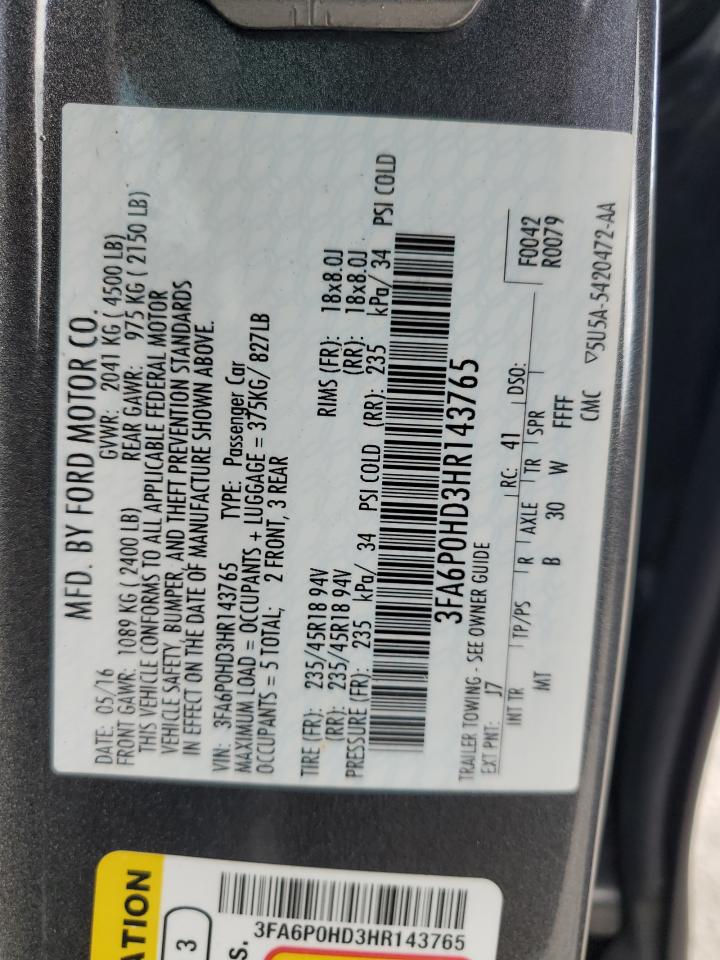 MFD. BY FORD MOTOR CO.
DATE: 05/16 GVWR: 2041 KG ( 4500 LB)
FRONT GAWR: 1089 KG ( 2400 LB) REAR GAWR: 975 KG ( 2150 LB)
THIS VEHICLE CONFORMS TO ALL APPLICABLE FEDERAL MOTOR
VEHICLE SAFETY, BUMPER, AND THEFT PREVENTION STANDARDS
IN EFFECT ON THE DATE OF MANUFACTURE SHOWN ABOVE.
VIN: 3FA6P0HD3HR143765 TYPE: Passenger Car
MAXIMUM LOAD = OCCUPANTS + LUGGAGE = 375KG/ 827LB
OCCUPANTS = 5 TOTAL; 2 FRONT, 3 REAR
TIRE (FR): 235/45R18 94V RIMS (FR): 18x8.0J
(RR): 235/45R18 94V (RR): 18x8.0J
PRESSURE (FR): 235 kPa/ 34 PSI COLD (RR): 235 kPa/ 34 PSI COLD
3FA6P0HD3HR143765
TRAILER TOWING - SEE OWNER GUIDE
EXT PNT: J7 RC: 41 DSO: F0042
R0079
INT TR TP/PS R AXLE TR SPR
MT B 30 W FFFF
CMC ▽5U5A-5420472-AA
ATION
3
s.
3FA6P0HD3HR143765